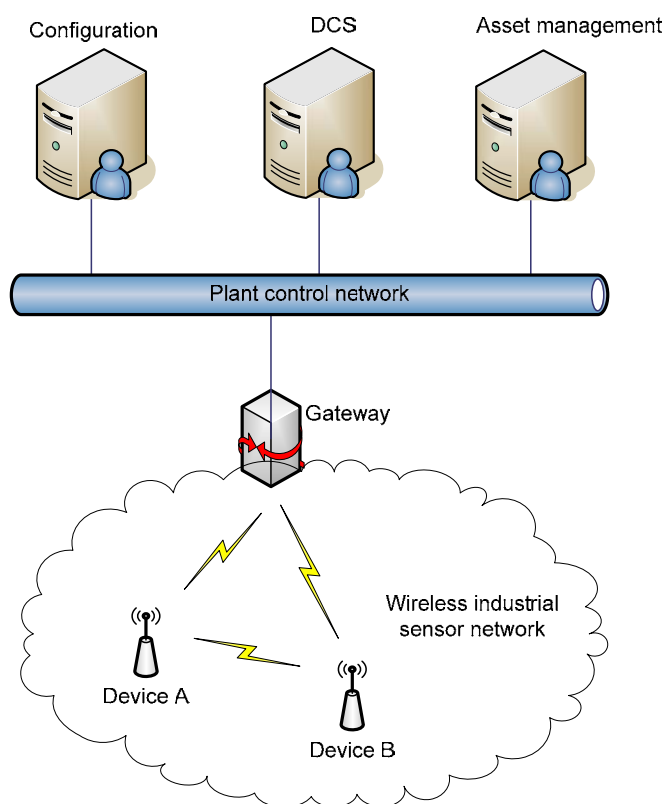 Configuration
DCS
Asset management
Plant control network
Gateway
Wireless industrial
sensor network
Device A
Device B